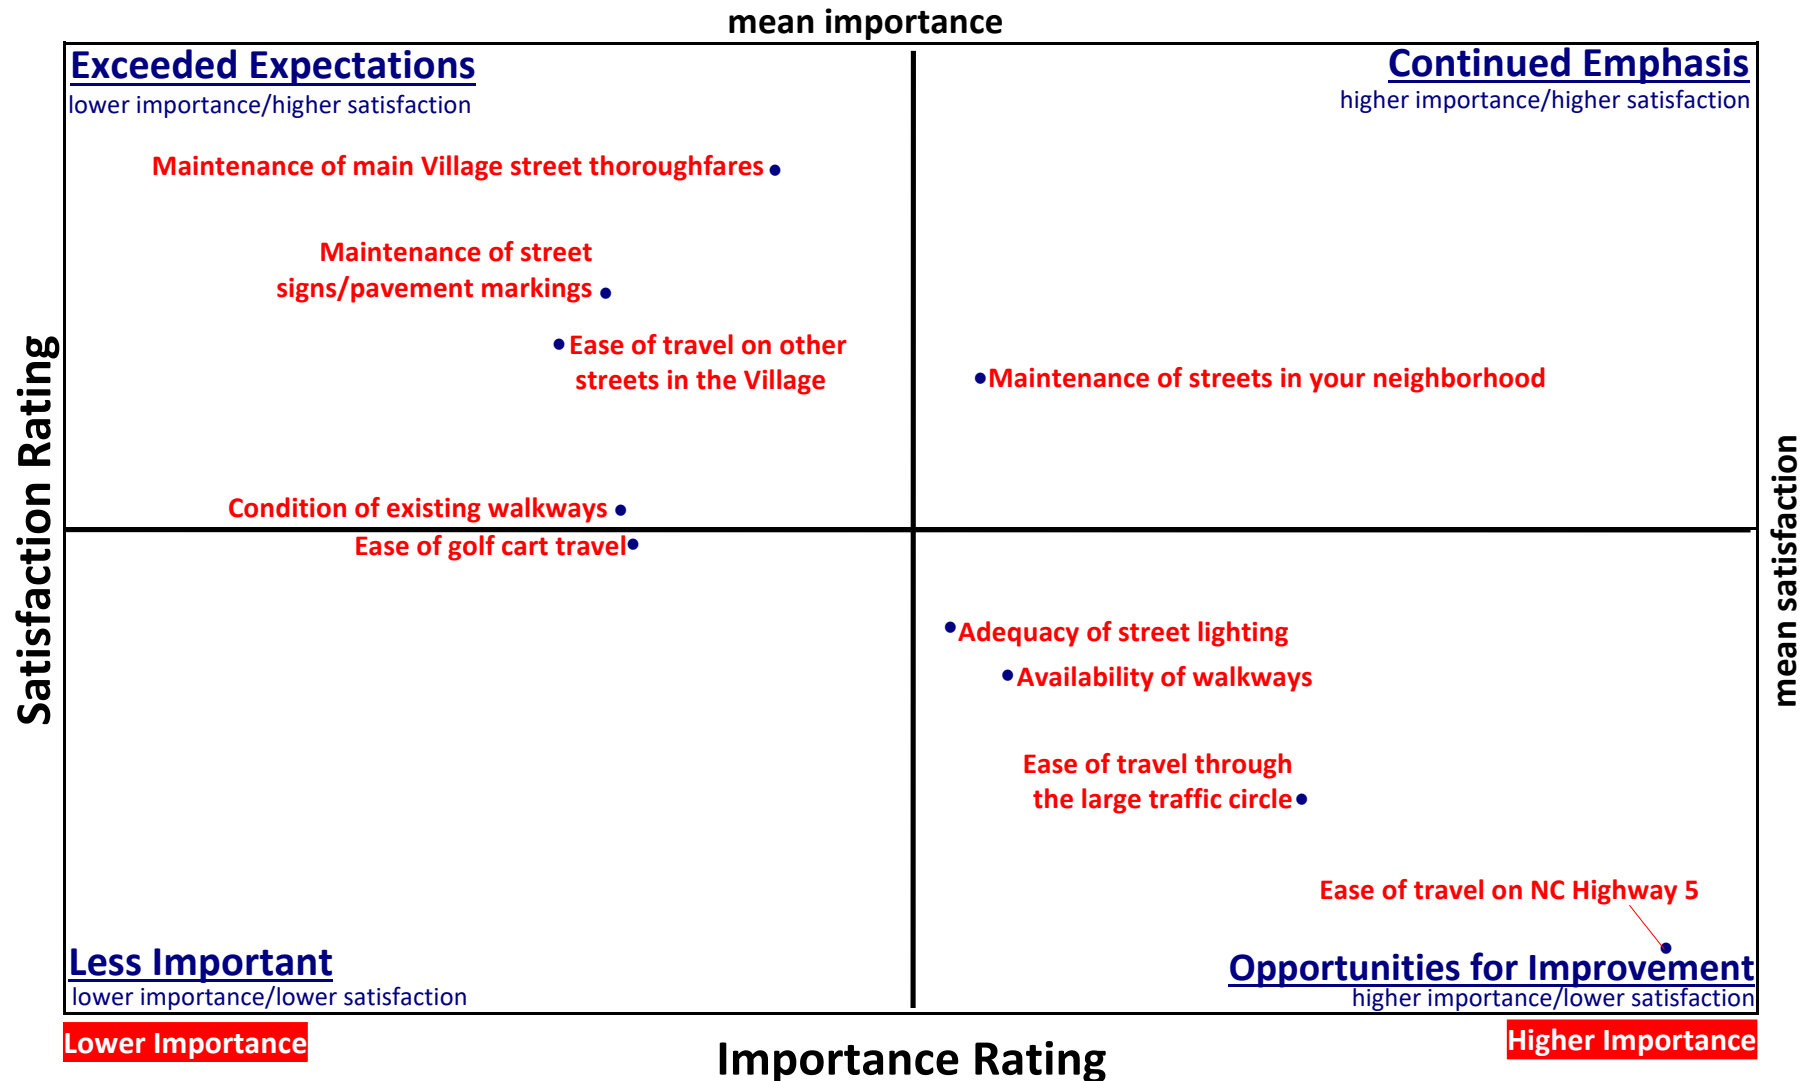 mean importance
Exceeded Expectations
lower importance/higher satisfaction
Continued Emphasis
higher importance/higher satisfaction
Maintenance of main Village street thoroughfares
Maintenance of street
signs/pavement markings
Ease of travel on other
streets in the Village
Maintenance of streets in your neighborhood
Condition of existing walkways
Ease of golf cart travel
Satisfaction Rating
mean satisfaction
Adequacy of street lighting
Availability of walkways
Ease of travel through
the large traffic circle
Ease of travel on NC Highway 5
Less Important
lower importance/lower satisfaction
Opportunities for Improvement
higher importance/lower satisfaction
Lower Importance
Importance Rating
Higher Importance